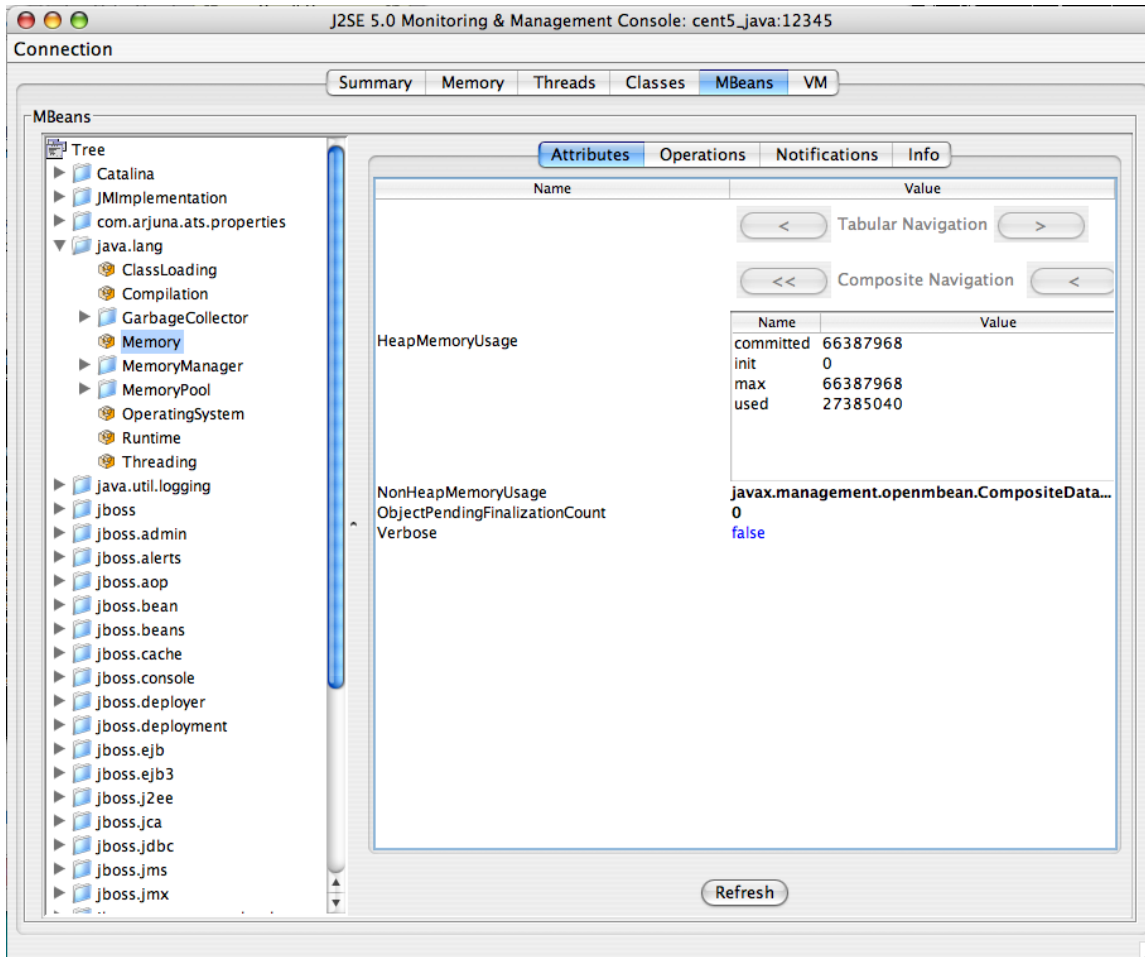 J2SE 5.0 Monitoring & Management Console: cent5_java:12345
Connection
Summary Memory Threads Classes MBeans VM
MBeans
Tree
Catalina
JMImplementation
com.arjuna.ats.properties
java.lang
ClassLoading
Compilation
GarbageCollector
Memory
MemoryManager
MemoryPool
OperatingSystem
Runtime
Threading
java.util.logging
jboss
jboss.admin
jboss.alerts
jboss.aop
jboss.bean
jboss.beans
jboss.cache
jboss.console
jboss.deployer
jboss.deployment
jboss.ejb
jboss.ejb3
jboss.j2ee
jboss.jca
jboss.jdbc
jboss.jms
jboss.jmx
Attributes Operations Notifications Info
Name Value
< Tabular Navigation >
<< Composite Navigation <
HeapMemoryUsage
Name Value
committed 66387968
init 0
max 66387968
used 27385040
NonHeapMemoryUsage javax.management.openmbean.CompositeData...
ObjectPendingFinalizationCount 0
Verbose false
Refresh